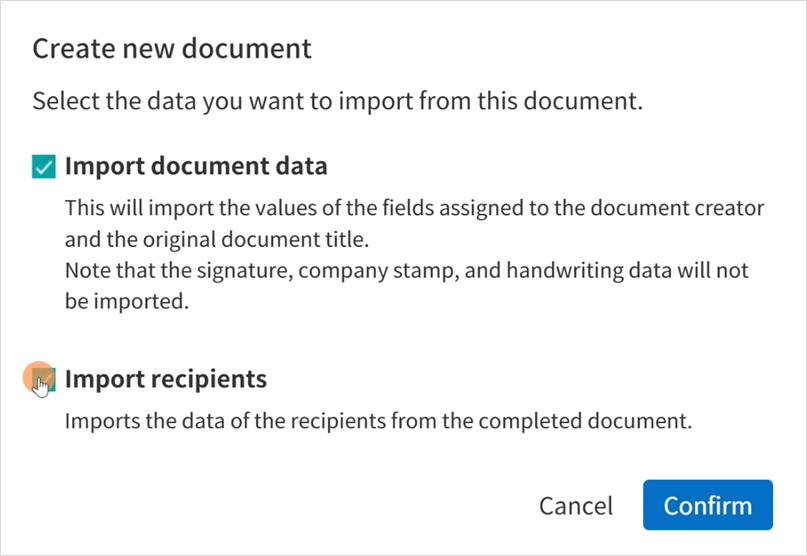 Create new document
Select the data you want to import from this document.
Import document data
This will import the values of the fields assigned to the document creator
and the original document title.
Note that the signature, company stamp, and handwriting data will not
be imported.
Import recipients
Imports the data of the recipients from the completed document.
Cancel
Confirm